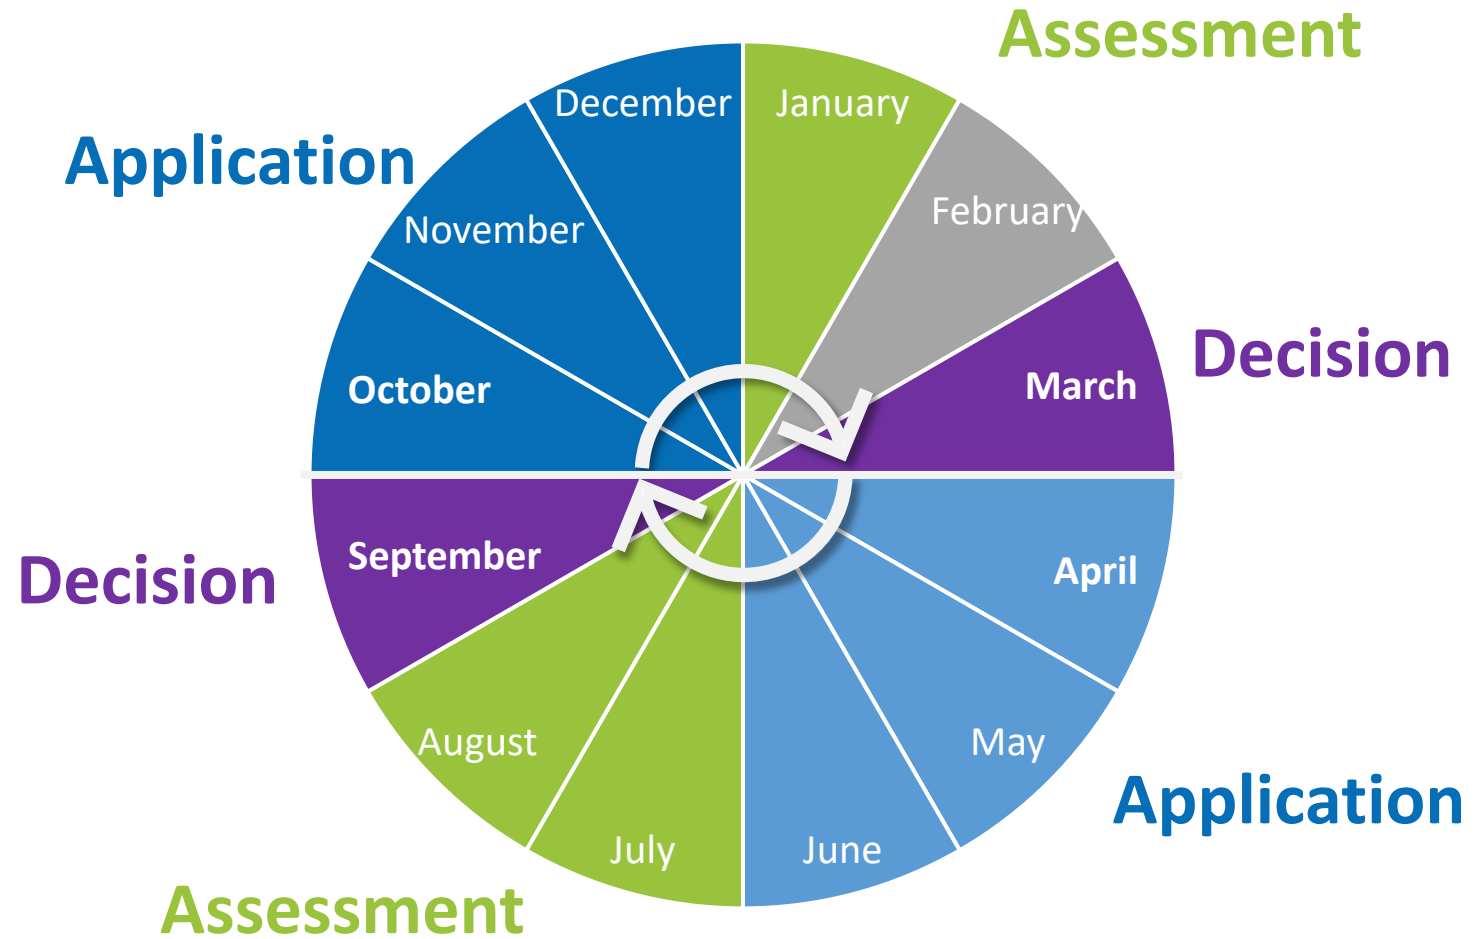 Assessment
December
January
Application
February
November
Decision
March
October
September
April
Decision
August
May
Application
July
June
Assessment